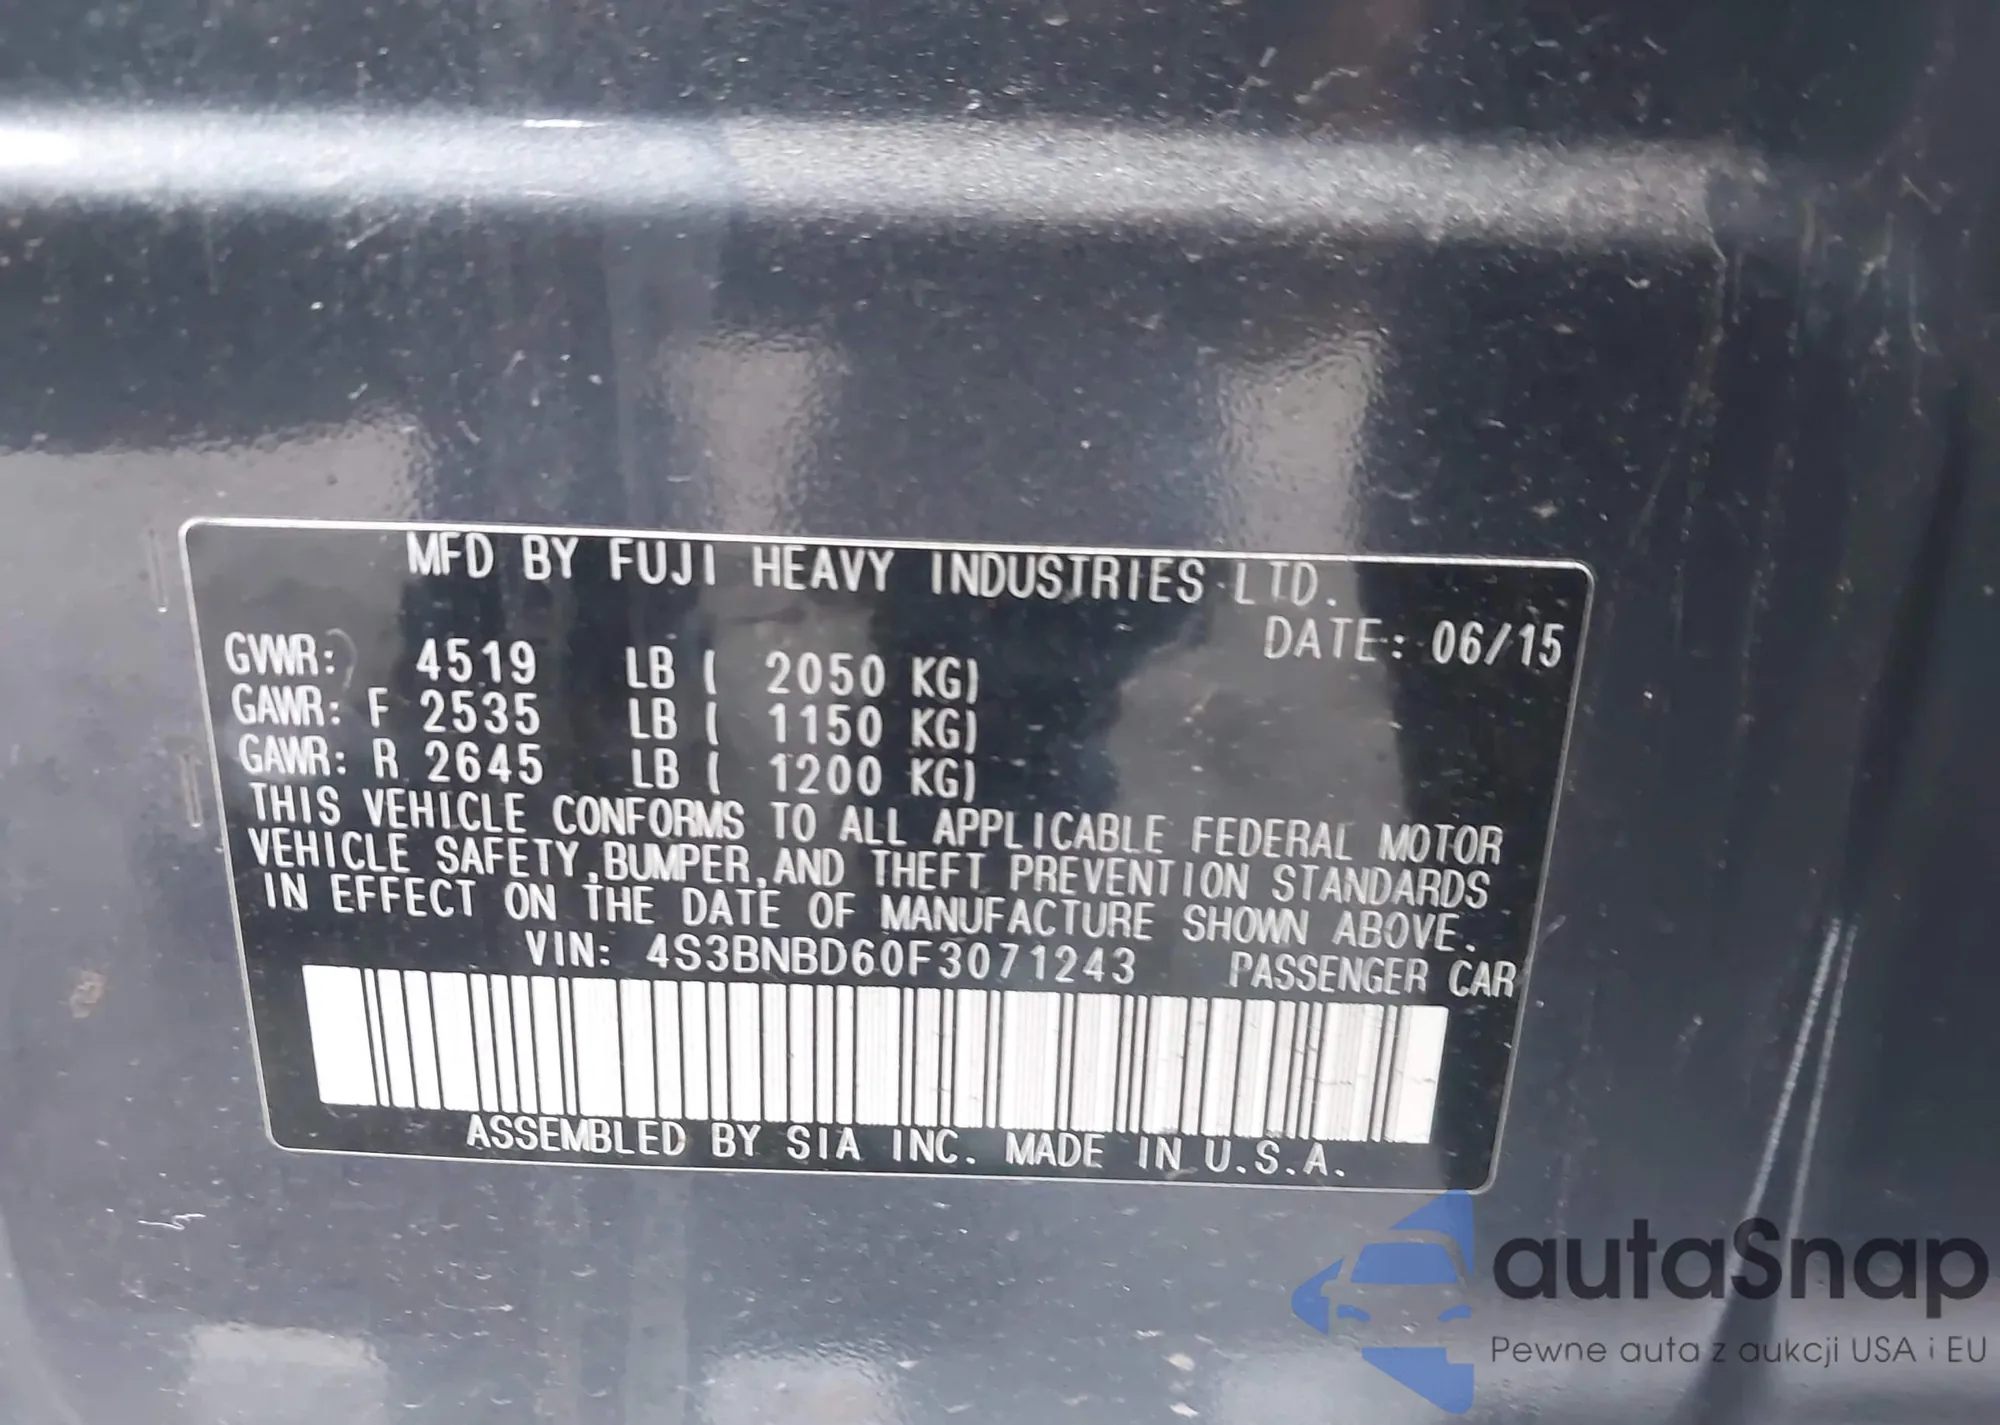 MFD BY FUJI HEAVY INDUSTRIES LTD.
DATE: 06/15
GVWR: 4519 LB ( 2050 KG)
GAWR: F 2535 LB ( 1150 KG)
GAWR: R 2645 LB ( 1200 KG)
THIS VEHICLE CONFORMS TO ALL APPLICABLE FEDERAL MOTOR
VEHICLE SAFETY,BUMPER,AND THEFT PREVENTION STANDARDS
IN EFFECT ON THE DATE OF MANUFACTURE SHOWN ABOVE.
VIN: 4S3BNBD60F3071243 PASSENGER CAR
ASSEMBLED BY SIA INC. MADE IN U.S.A.
autaSnap
Pewne auta z aukcji USA i EU